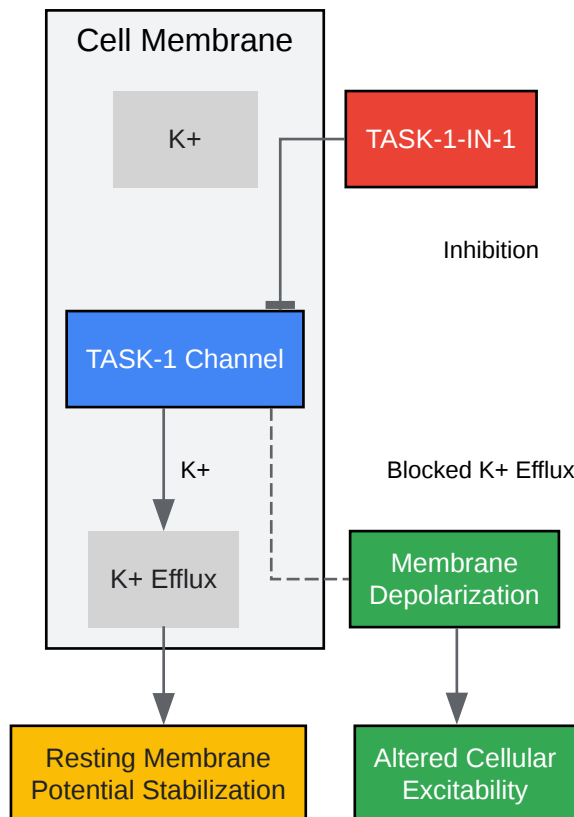 Cell Membrane
K+
TASK-1-IN-1
Inhibition
TASK-1 Channel
K+
Blocked K+ Efflux
K+ Efflux
Membrane
Depolarization
Resting Membrane
Potential Stabilization
Altered Cellular
Excitability